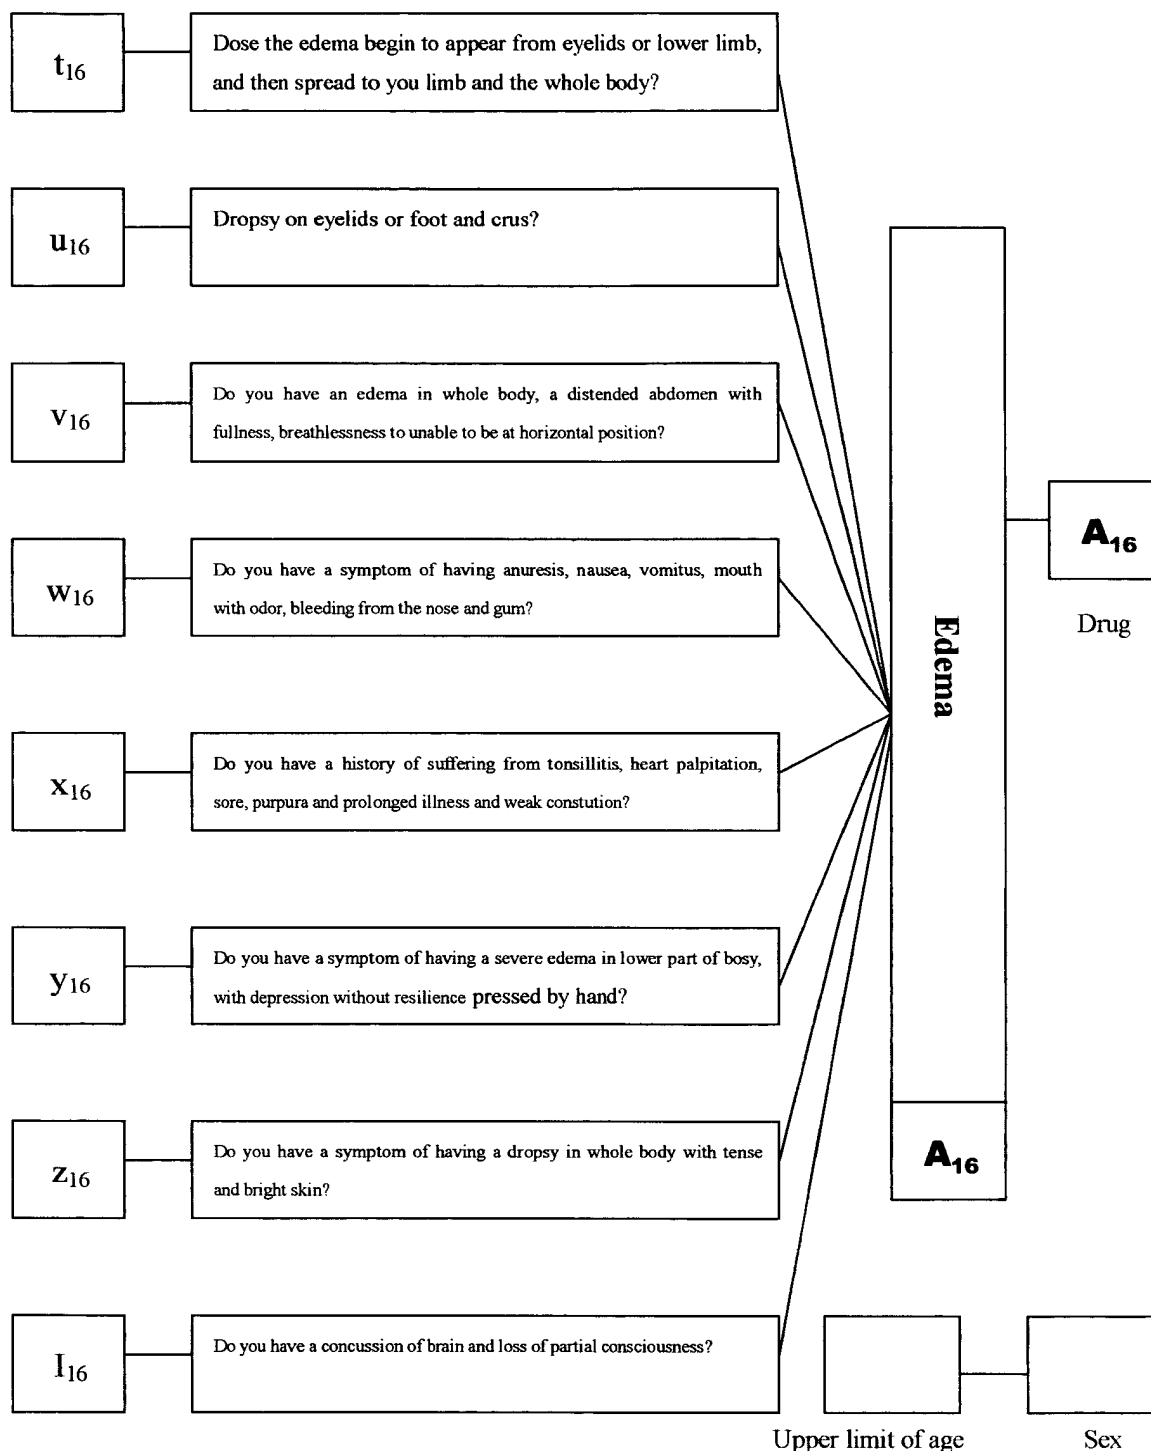 t16
Dose the edema begin to appear from eyelids or lower limb,
and then spread to you limb and the whole body?
u16
Dropsy on eyelids or foot and crus?
v16
Do you have an edema in whole body, a distended abdomen with
fullness, breathlessness to unable to be at horizontal position?
A16
Drug
w16
Do you have a symptom of having anuresis, nausea, vomitus, mouth
with odor, bleeding from the nose and gum?
Edema
x16
Do you have a history of suffering from tonsillitis, heart palpitation,
sore, purpura and prolonged illness and weak constution?
y16
Do you have a symptom of having a severe edema in lower part of bosy,
with depression without resilience pressed by hand?
z16
Do you have a symptom of having a dropsy in whole body with tense
and bright skin?
A16
I16
Do you have a concussion of brain and loss of partial consciousness?
Upper limit of age
Sex